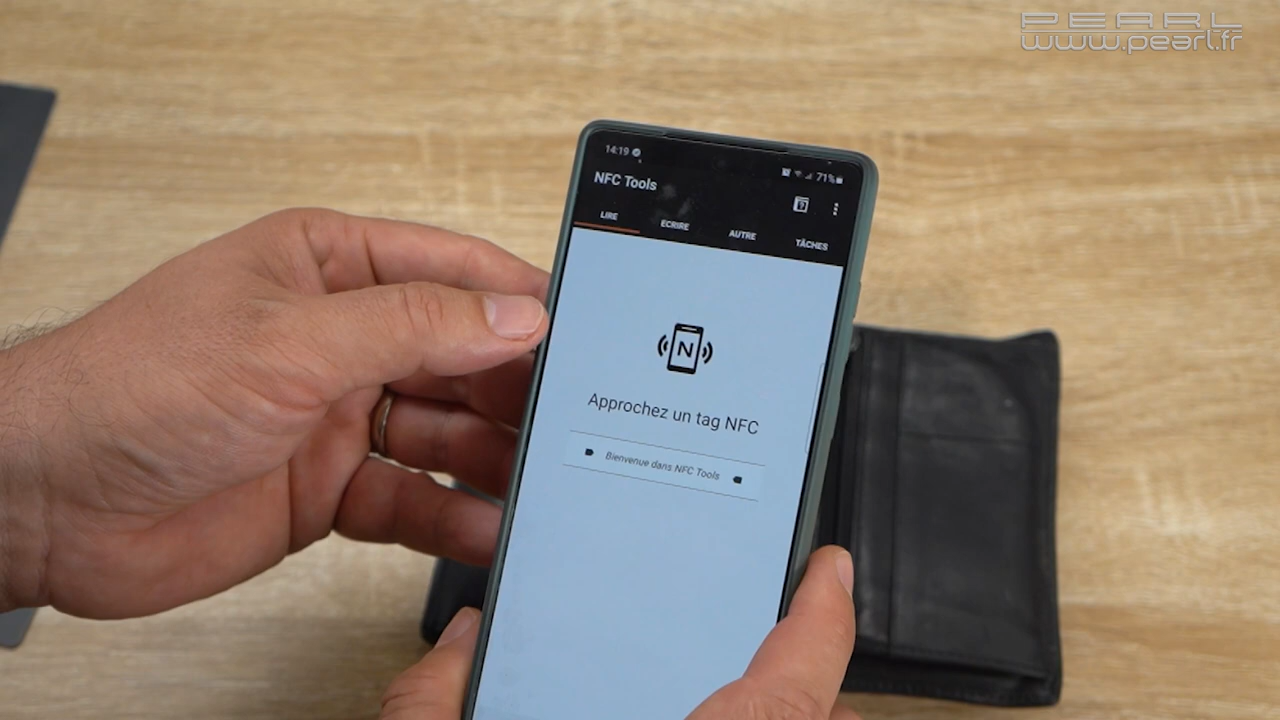 PEARL
www.pearl.fr
14:19
71%
NFC Tools
LIRE
ECRIRE
AUTRE
TÂCHES
N
Approchez un tag NFC
Bienvenue dans NFC Tools